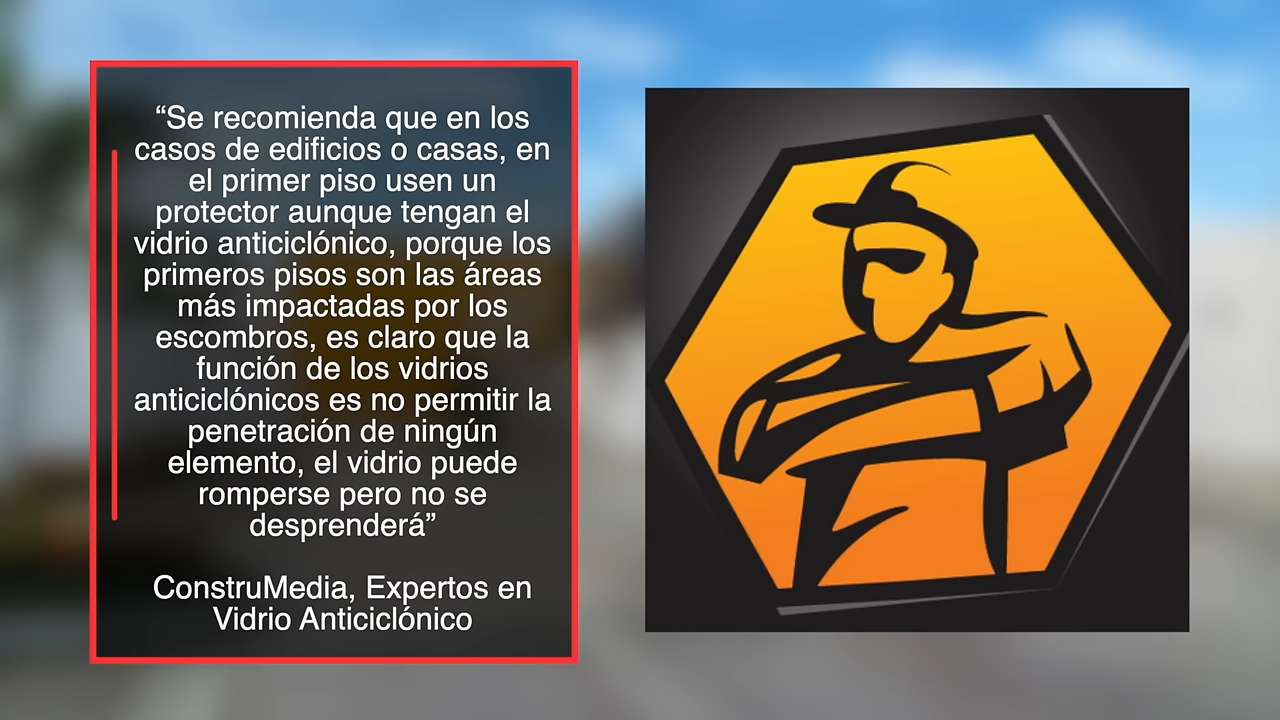 “Se recomienda que en los
casos de edificios o casas, en
el primer piso usen un
protector aunque tengan el
vidrio anticiclónico, porque los
primeros pisos son las áreas
más impactadas por los
escombros, es claro que la
función de los vidrios
anticiclónicos es no permitir la
penetración de ningún
elemento, el vidrio puede
romperse pero no se
desprenderá”
ConstruMedia, Expertos en
Vidrio Anticiclónico